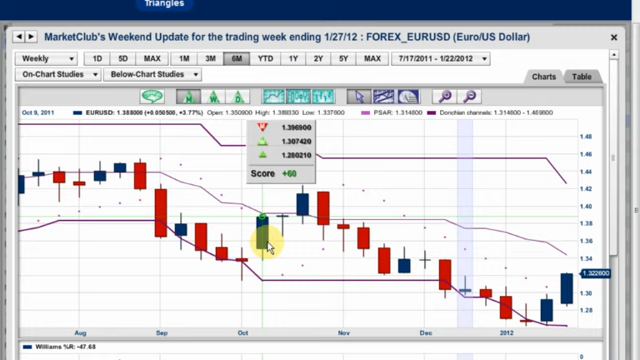 Triangles
MarketClub's Weekend Update for the trading week ending 1/27/12 : FOREX_EURUSD (Euro/US Dollar)
Weekly 1D 5D MAX 1M 3M 6M YTD 1Y 2Y 5Y MAX 7/17/2011 - 1/22/2012
On-Chart Studies Below-Chart Studies Charts Table
M W D
Oct 9, 2011 EURUSD: 1.388000 (+0.050500, +3.77%) Open: 1.350900 High: 1.388030 Low: 1.337800 PSAR: 1.314600 Donchian channels: 1.314600 - 1.469800
1.396900
1.307420
1.280210
Score +60
1.48
1.46
1.44
1.42
1.40
1.38
1.36
1.34
1.322600
1.30
1.28
Aug Sep Oct Nov Dec 2012
Williams %R: -47.68